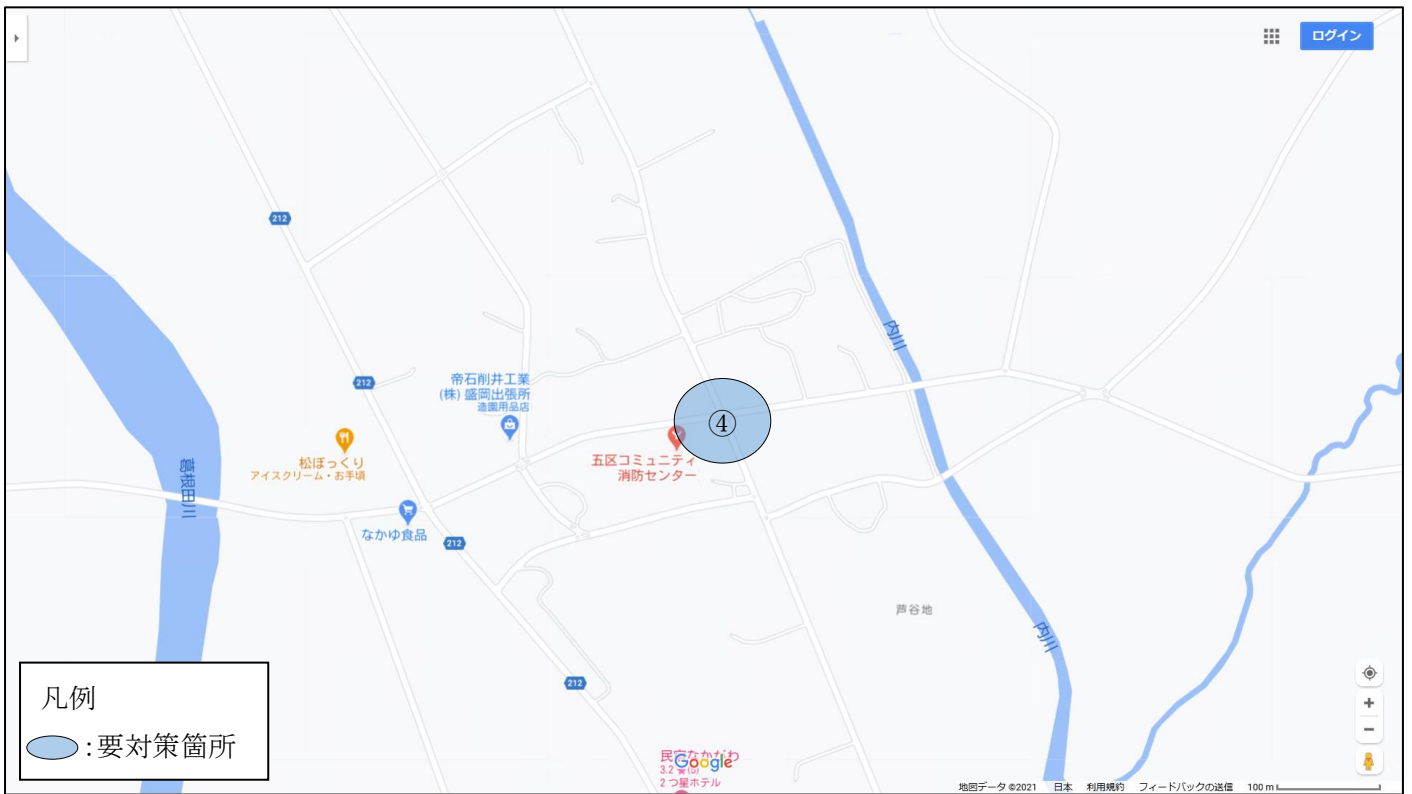 ログイン
212
内川
212
帝石削井工業
(株) 盛岡出張所
造園用品店
④
松ぼっくり
アイスクリーム・お手頃
五区コミュニティ
消防センター
葛根田川
なかゆ食品
212
芦谷地
内川
212
凡例
:要対策箇所
民宿なかがわ
3.2★(5)
2 つ星ホテル
Google
地図データ ©2021 日本 利用規約 フィードバックの送信 100 m